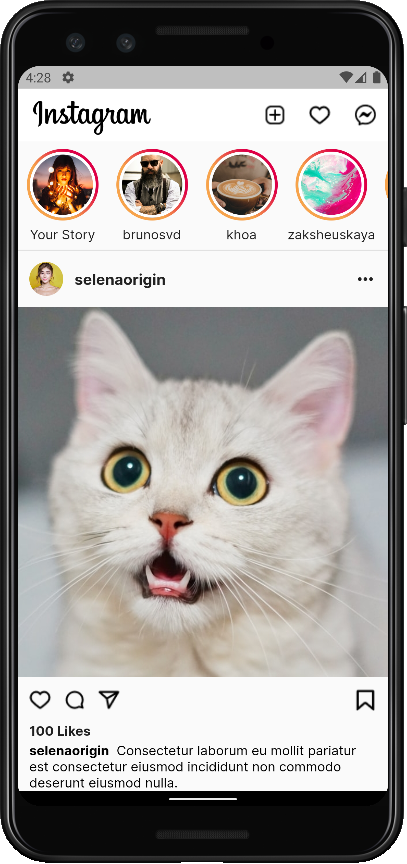 4:28
Instagram
Your Story
brunosvd
khoa
zaksheuskaya
selenaorigin
100 Likes
selenaorigin Consectetur laborum eu mollit pariatur
est consectetur eiusmod incididunt non commodo
deserunt eiusmod nulla.